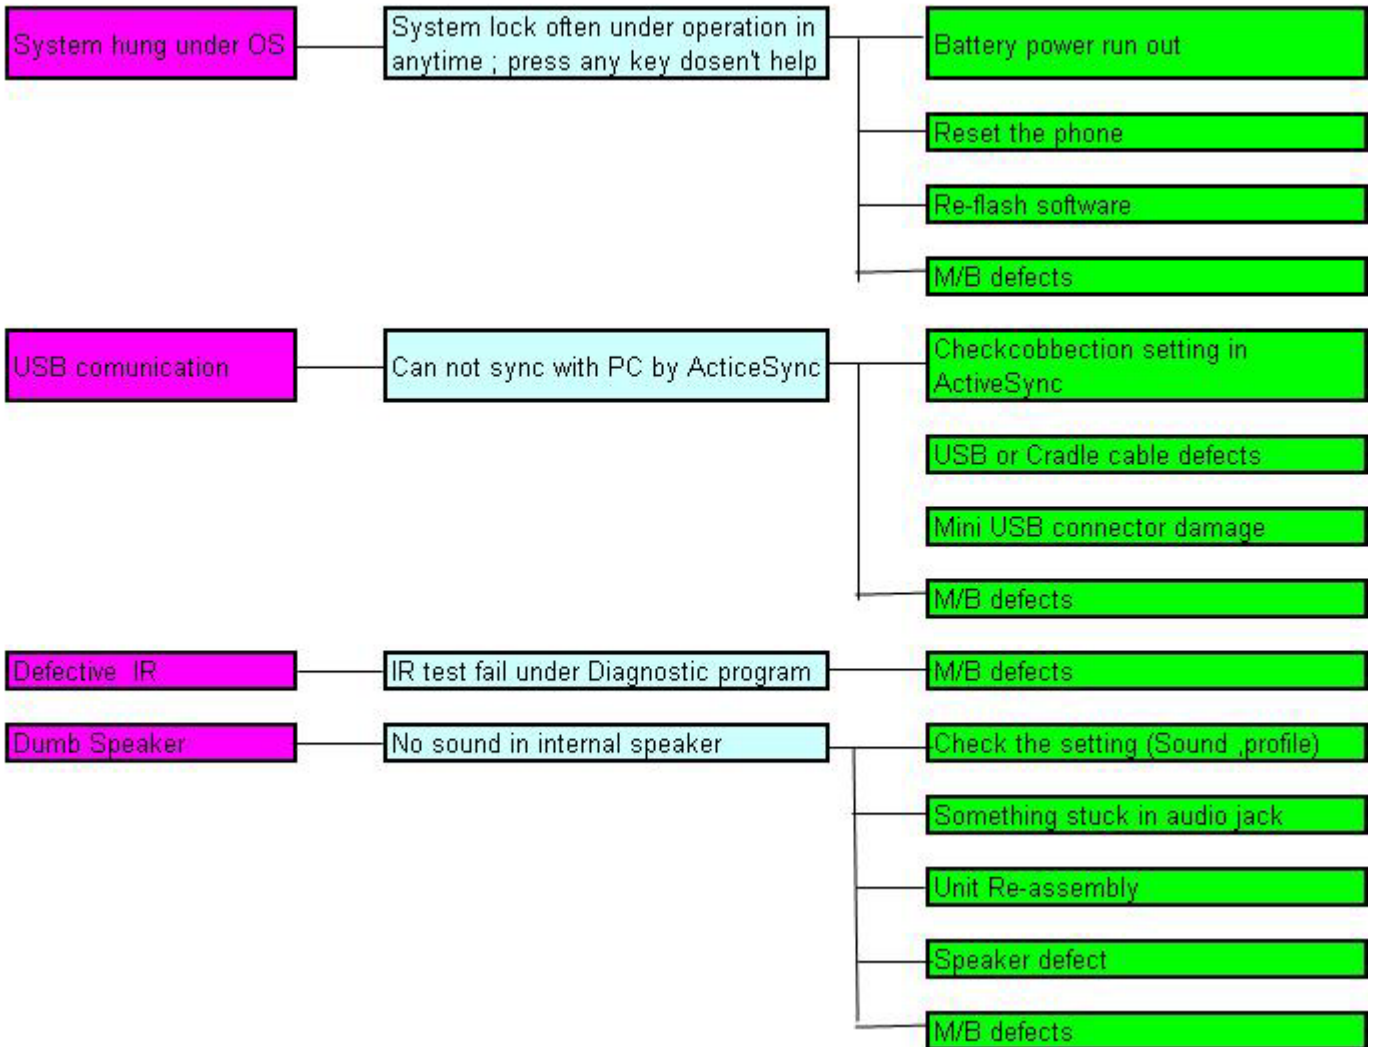 System hung under OS
System lock often under operation in
anytime ; press any key dosen't help
Battery power run out
Reset the phone
Re-flash software
M/B defects
USB comunication
Can not sync with PC by ActiceSync
Checkcobbection setting in
ActiveSync
USB or Cradle cable defects
Mini USB connector damage
M/B defects
Defective IR
IR test fail under Diagnostic program
M/B defects
Dumb Speaker
No sound in internal speaker
Check the setting (Sound ,profile)
Something stuck in audio jack
Unit Re-assembly
Speaker defect
M/B defects